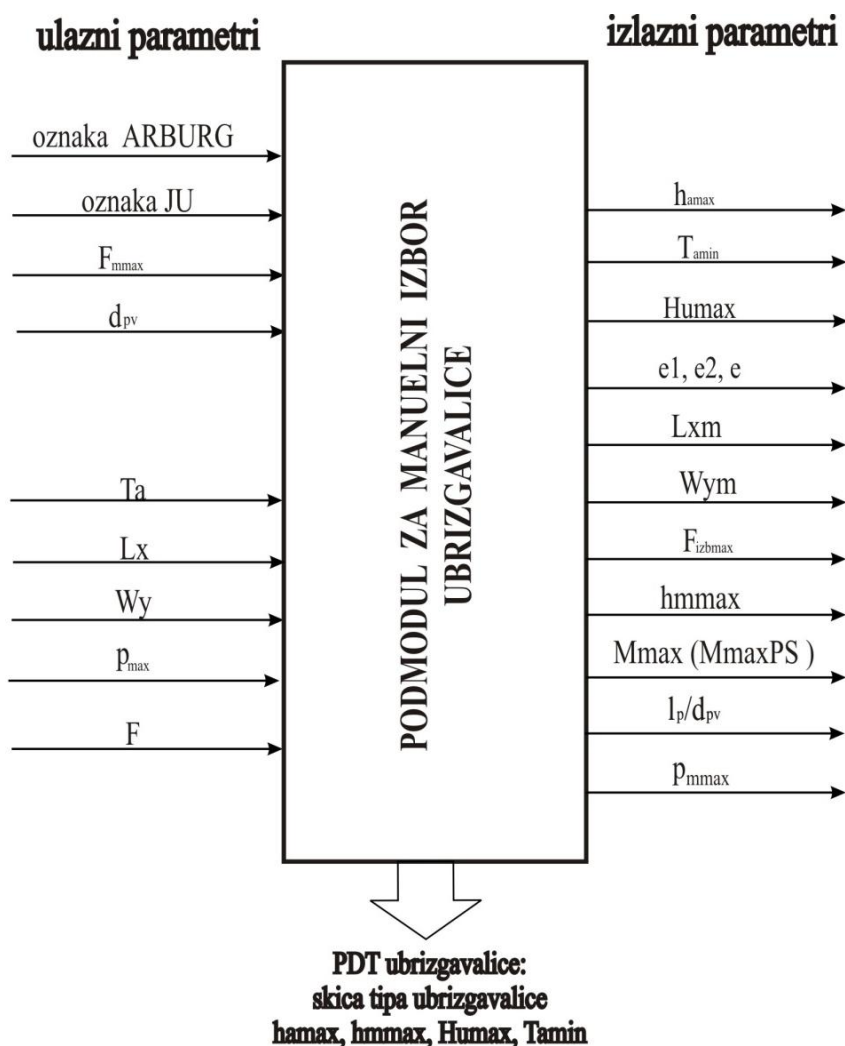 ulazni parametri
izlazni parametri
oznaka ARBURG
oznaka JU
Fmmax
dpv
Ta
Lx
Wy
pmax
F
PODMODUL ZA MANUELNI IZBOR
UBRIZGAVALICE
hamax
Tamin
Humax
e1, e2, e
Lxm
Wym
Fizbmax
hmmax
Mmax (MmaxPS )
lp/dpv
pmmax
PDT ubrizgavalice:
skica tipa ubrizgavalice
hamax, hmmax, Humax, Tamin